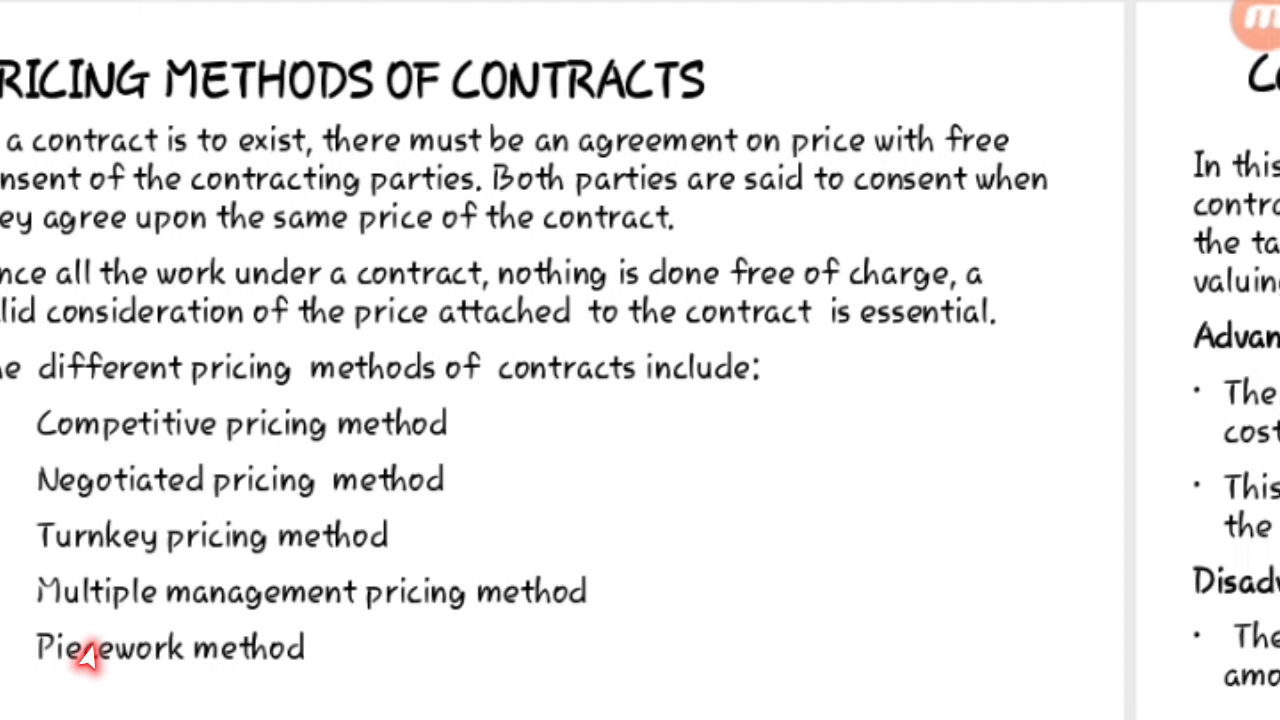 RICING METHODS OF CONTRACTS
a contract is to exist, there must be an agreement on price with free
nsent of the contracting parties. Both parties are said to consent when
ey agree upon the same price of the contract.
nce all the work under a contract, nothing is done free of charge, a
lid consideration of the price attached to the contract is essential.
e different pricing methods of contracts include:
Competitive pricing method
Negotiated pricing method
Turnkey pricing method
Multiple management pricing method
Piecework method
In this
contra
the ta
valuing
Advan
• The
cost
• This
the
Disadv
• The
amo